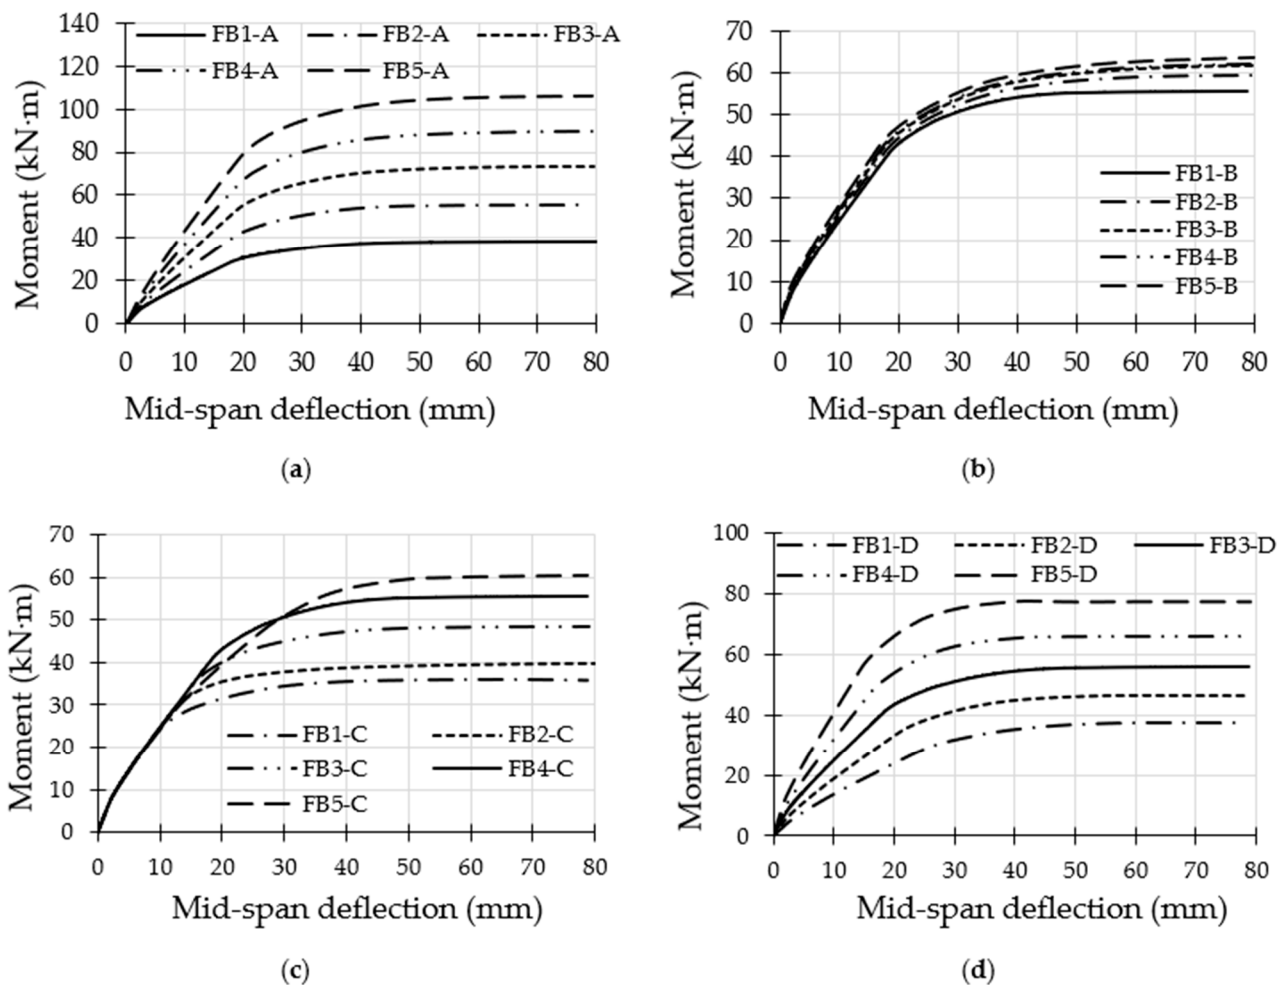 140
120
100
80
60
40
20
0
FB1-A FB2-A FB3-A
FB4-A FB5-A
Moment (kN·m)
0 10 20 30 40 50 60 70 80
Mid-span deflection (mm)
(a)
70
60
50
40
30
20
10
0
FB1-B
FB2-B
FB3-B
FB4-B
FB5-B
Moment (kN·m)
0 10 20 30 40 50 60 70 80
Mid-span deflection (mm)
(b)
70
60
50
40
30
20
10
0
FB1-C FB2-C
FB3-C FB4-C
FB5-C
Moment (kN·m)
0 10 20 30 40 50 60 70 80
Mid-span deflection (mm)
(c)
100
80
60
40
20
0
FB1-D FB2-D FB3-D
FB4-D FB5-D
Moment (kN·m)
0 10 20 30 40 50 60 70 80
Mid-span deflection (mm)
(d)